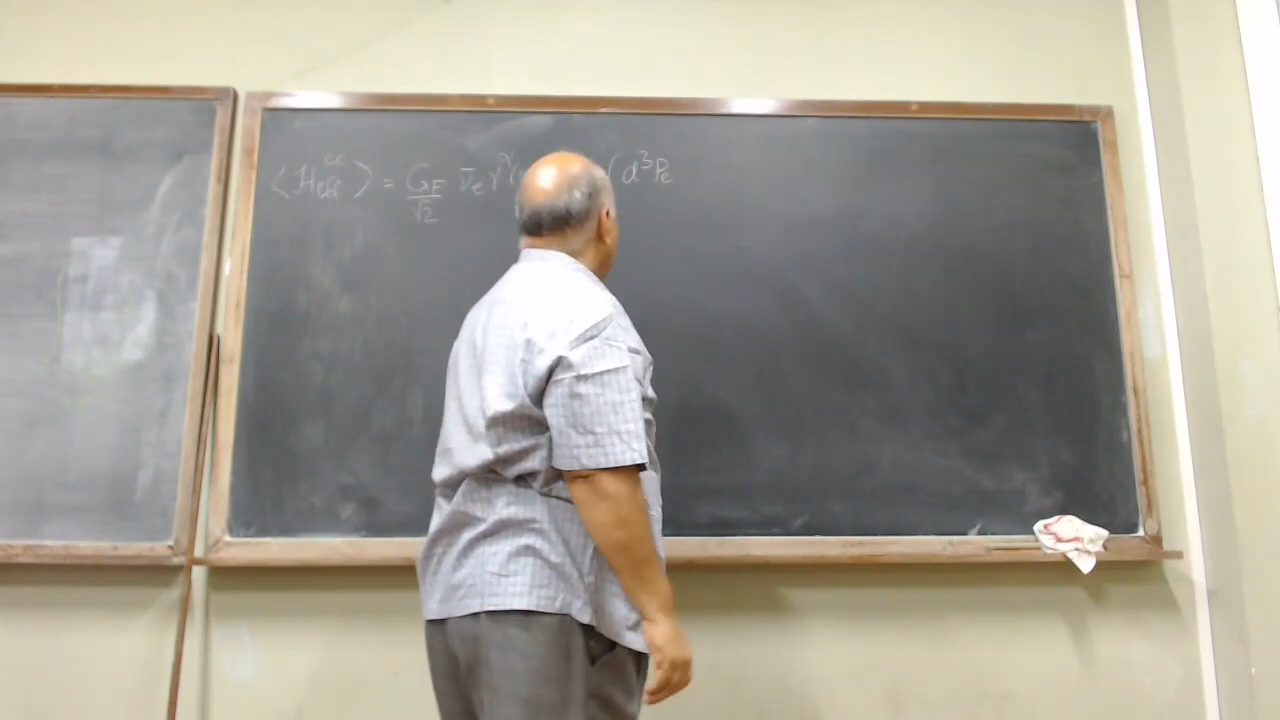 ⟨H_eff^cc⟩ = G_F/√2 ν̄_e γ^α( ∫d³P_e